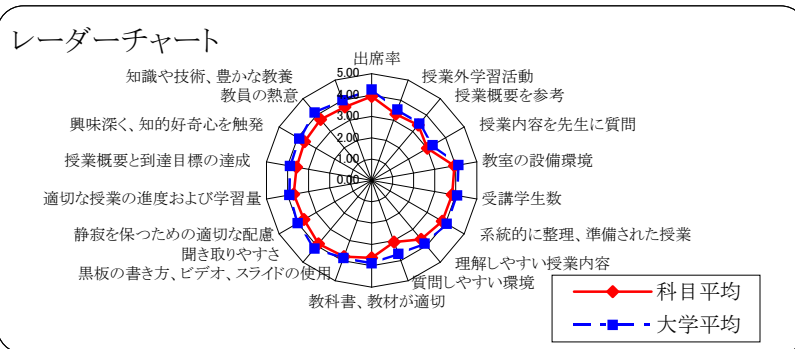 レーダーチャート
出席率
授業外学習活動
授業概要を参考
授業内容を先生に質問
教室の設備環境
受講学生数
系統的に整理、準備された授業
理解しやすい授業内容
質問しやすい環境
教科書、教材が適切
黒板の書き方、ビデオ、スライドの使用
聞き取りやすさ
静寂を保つための適切な配慮
適切な授業の進度および学習量
授業概要と到達目標の達成
興味深く、知的好奇心を触発
教員の熱意
知識や技術、豊かな教養
5.00
4.00
3.00
2.00
1.00
0.00
科目平均
大学平均